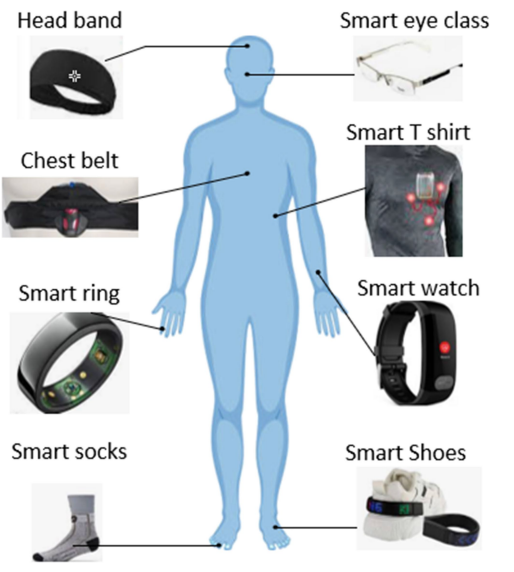 Head band
Smart eye class
Smart T shirt
Chest belt
Smart ring
Smart watch
Smart socks
Smart Shoes